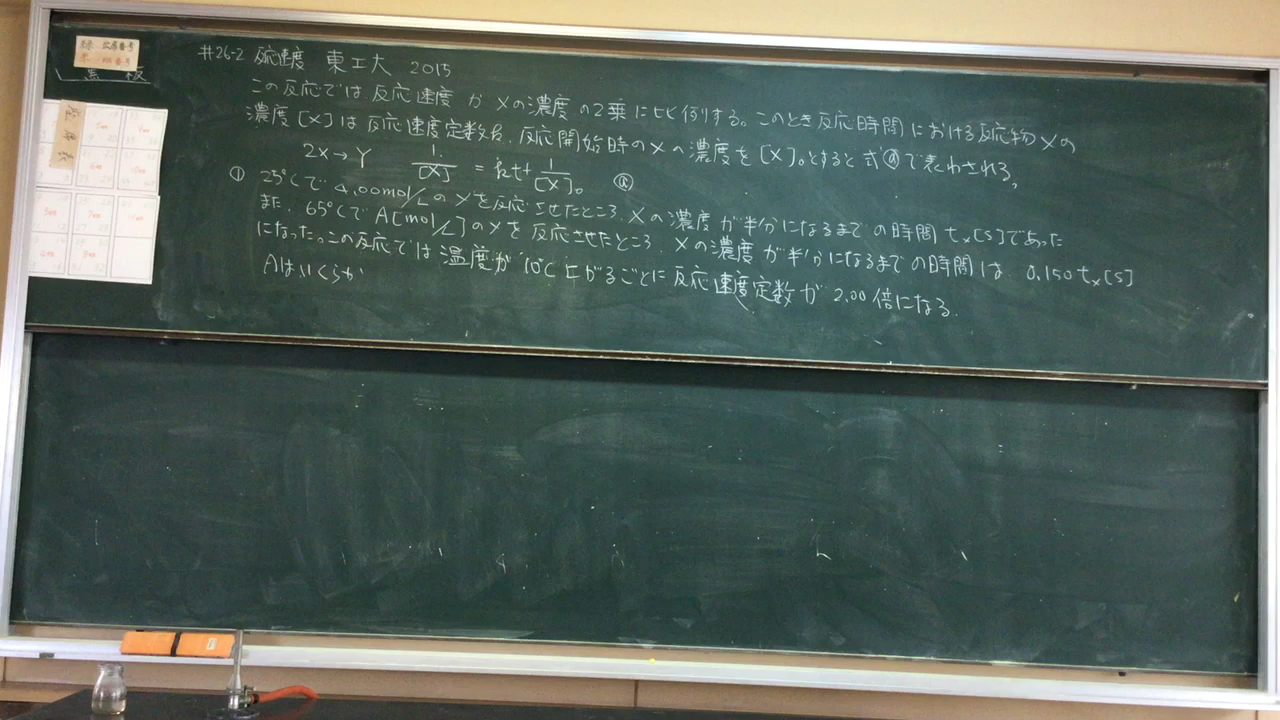 #26-2 反応速度 東工大 2015
この反応では反応速度がXの濃度の2乗に比例する。このとき反応時間における反応物Xの
濃度[X]は反応速度定数k、反応開始時のXの濃度を[X]₀とすると式ⓐで表わされる。
2X→Y 1/[X] = kt+ 1/[X]₀ ⓐ
① 25℃で4.00mol/LのXを反応させたところ、Xの濃度が半分になるまでの時間tx[s]であった
また、65℃でA[mol/L]のXを反応させたところ、Xの濃度が半分になるまでの時間は、0.150tx[s]
になった。この反応では温度が10℃上がるごとに反応速度定数が2.00倍になる.
Aはいくらか
黒板
座席表